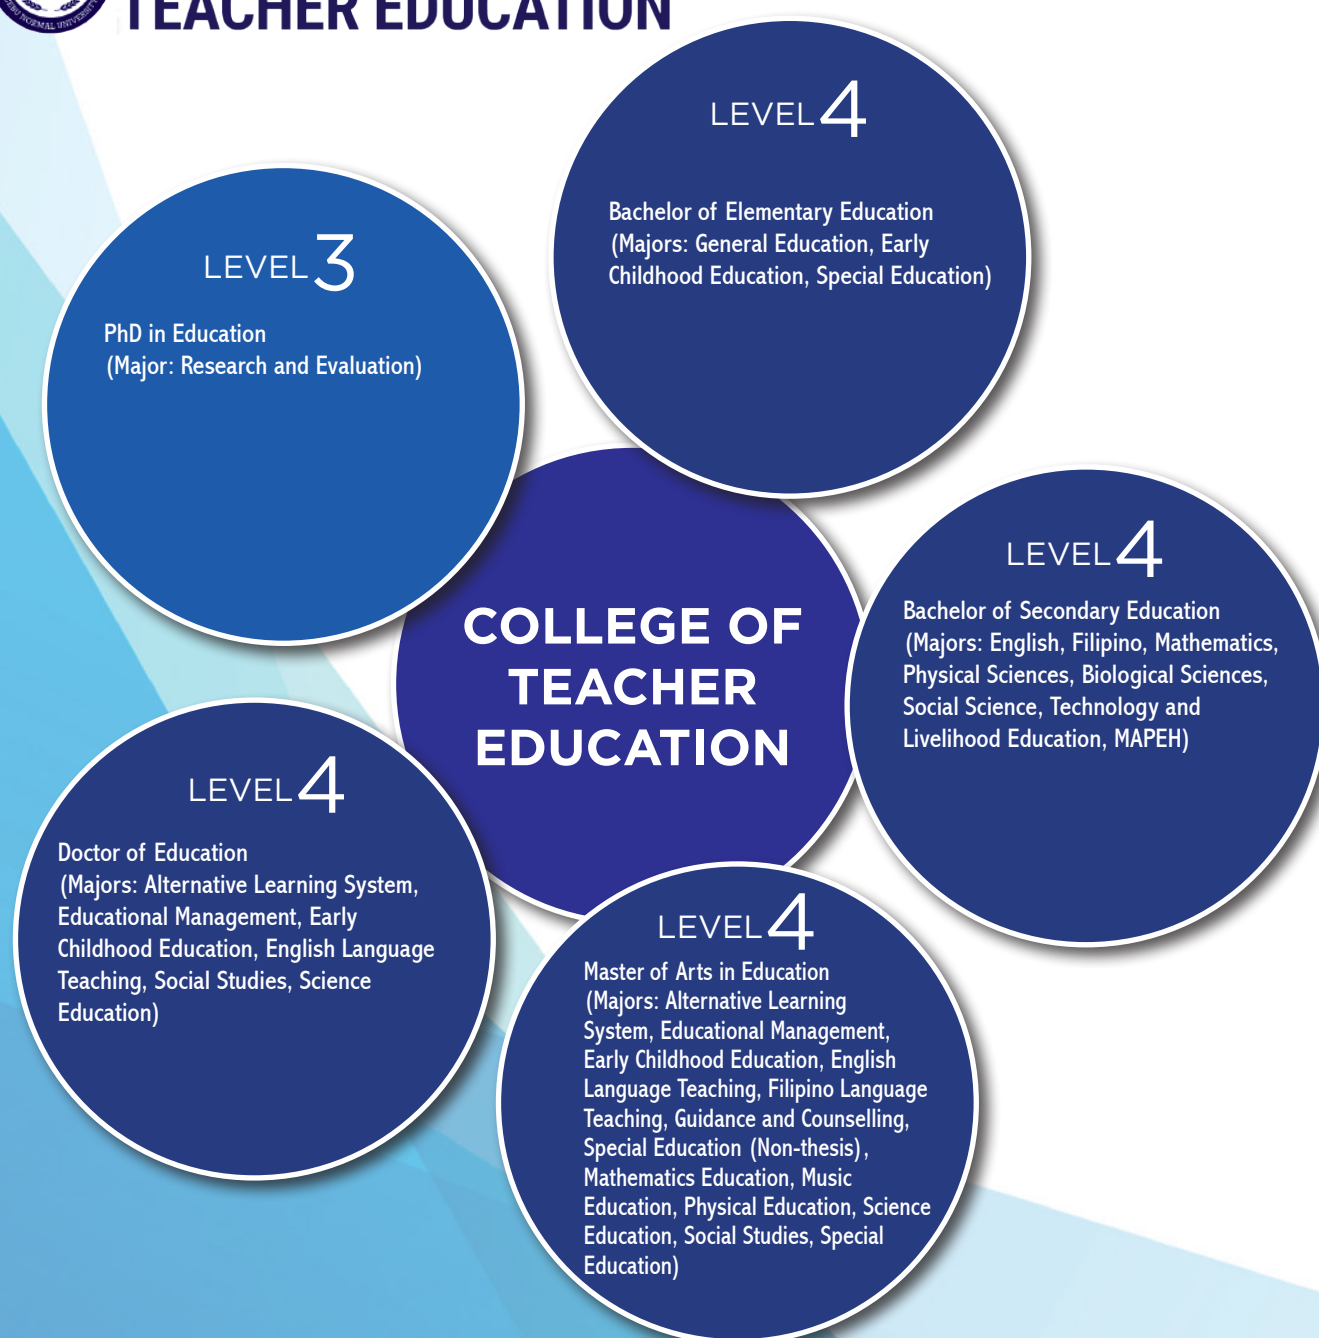 TEACHER EDUCATION
LEVEL 4
Bachelor of Elementary Education
(Majors: General Education, Early
Childhood Education, Special Education)
LEVEL 3
PhD in Education
(Major: Research and Evaluation)
COLLEGE OF
TEACHER
EDUCATION
LEVEL 4
Bachelor of Secondary Education
(Majors: English, Filipino, Mathematics,
Physical Sciences, Biological Sciences,
Social Science, Technology and
Livelihood Education, MAPEH)
LEVEL 4
Doctor of Education
(Majors: Alternative Learning System,
Educational Management, Early
Childhood Education, English Language
Teaching, Social Studies, Science
Education)
LEVEL 4
Master of Arts in Education
(Majors: Alternative Learning
System, Educational Management,
Early Childhood Education, English
Language Teaching, Filipino Language
Teaching, Guidance and Counselling,
Special Education (Non-thesis),
Mathematics Education, Music
Education, Physical Education, Science
Education, Social Studies, Special
Education)